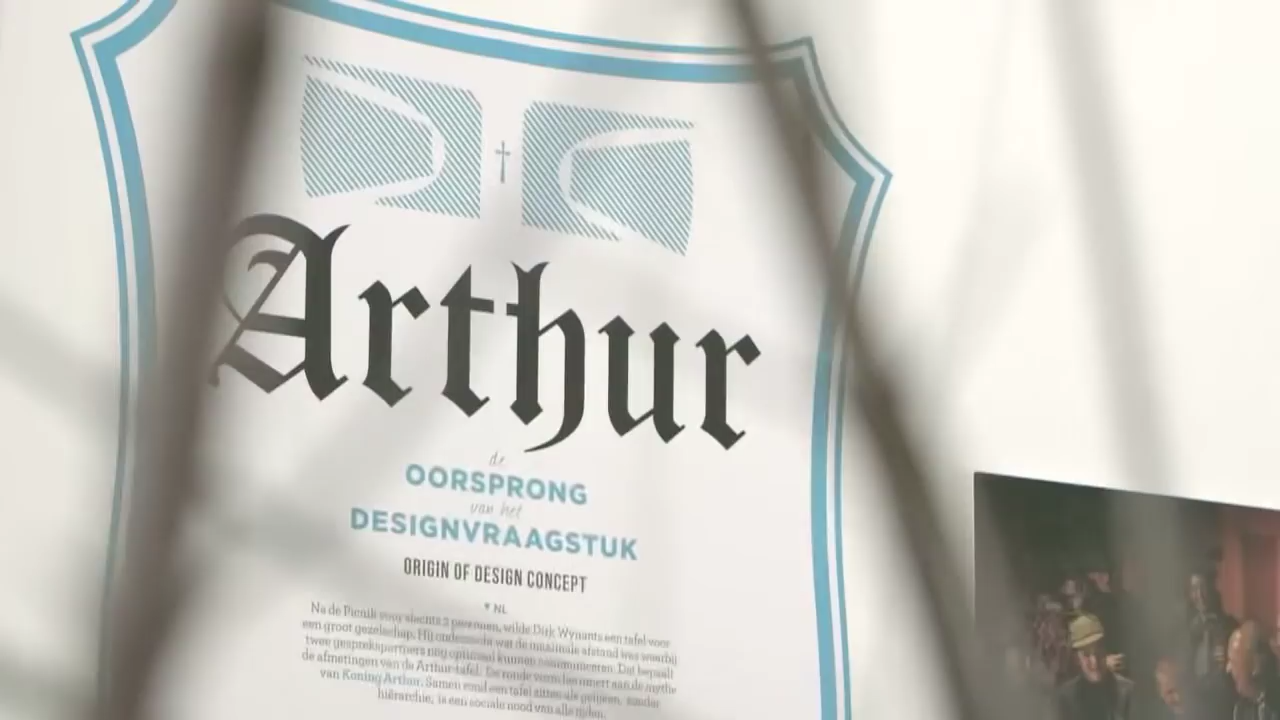 Arthur
de
OORSPRONG
van het
DESIGNVRAAGSTUK
ORIGIN OF DESIGN CONCEPT
▼ NL
Na de Picnik voor slechts 2 personen, wilde Dirk Wynants een tafel voor
een groot gezelschap. Hij onderzocht wat de maximale afstand was waarbij
twee gesprekspartners nog optimaal kunnen communiceren. Dat bepaalt
de afmetingen van de Arthur-tafel. De ronde vorm herinnert aan de mythe
van Koning Arthur. Samen rond een tafel zitten als gelijken, zonder
hiërarchie, is een sociale nood van alle tijden.